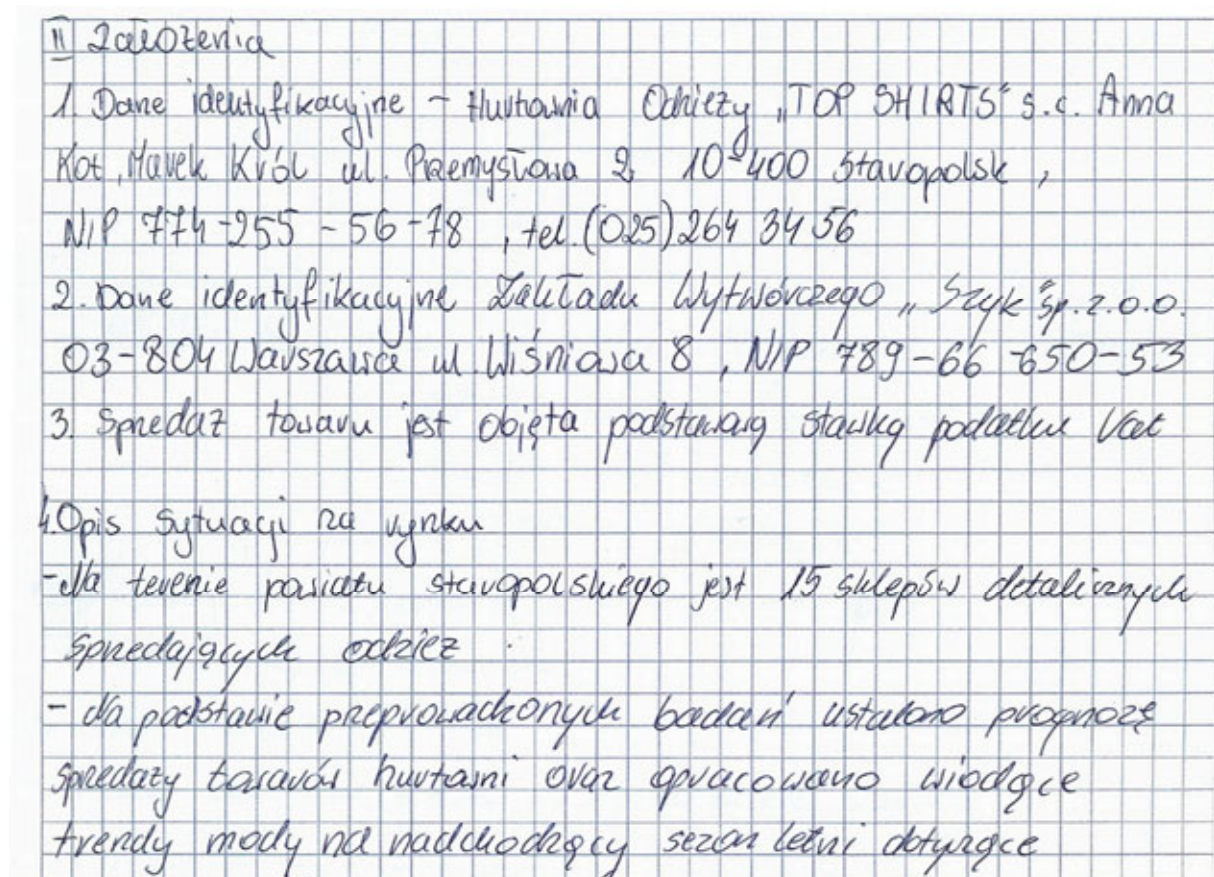 II Założenia
1. Dane identyfikacyjne - Hurtownia Odzieży „TOP SHIRTS" s.c. Anna
Kot, Marek Król ul. Przemysłowa 2 10-400 Staropolsk,
NIP 774-255-56-78, tel. (025) 264 34 56
2. Dane identyfikacyjne Zakładu Wytwórczego „Szyk" sp. z.o.o.
03-804 Warszawa ul. Wiśniowa 8, NIP 789-66-650-53
3. Sprzedaż towaru jest objęta podstawową stawką podatku Vat
4. Opis sytuacji na rynku
- Na terenie powiatu staropolskiego jest 15 sklepów detalicznych
sprzedających odzież.
- Na podstawie przeprowadzonych badań ustalono prognozę
sprzedaży towarów hurtowni oraz opracowano wiodące
trendy mody na nadchodzący sezon letni dotyczące